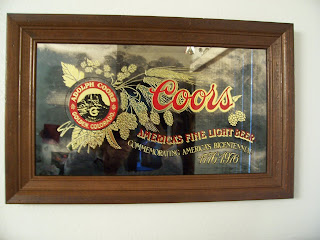 ADOLPH COORS
GOLDEN COLORADO
Coors
AMERICA'S FINE LIGHT BEER
COMMEMORATING AMERICA'S BICENTENNIAL
1776-1976